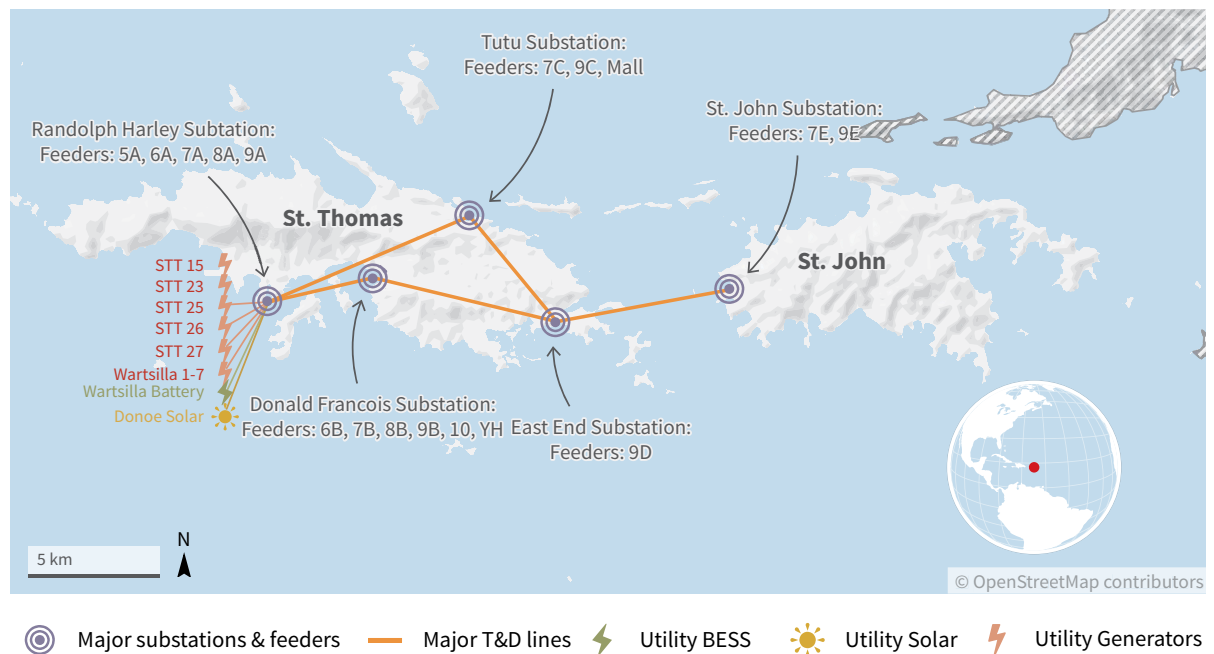 Tutu Substation:
Feeders: 7C, 9C, Mall
St. John Substation:
Feeders: 7E, 9E
Randolph Harley Subtation:
Feeders: 5A, 6A, 7A, 8A, 9A
St. Thomas
St. John
STT 15
STT 23
STT 25
STT 26
STT 27
Wartsilla 1-7
Wartsilla Battery
Donoe Solar
Donald Francois Substation:
Feeders: 6B, 7B, 8B, 9B, 10, YH
East End Substation:
Feeders: 9D
5 km
N
© OpenStreetMap contributors
Major substations & feeders
Major T&D lines
Utility BESS
Utility Solar
Utility Generators